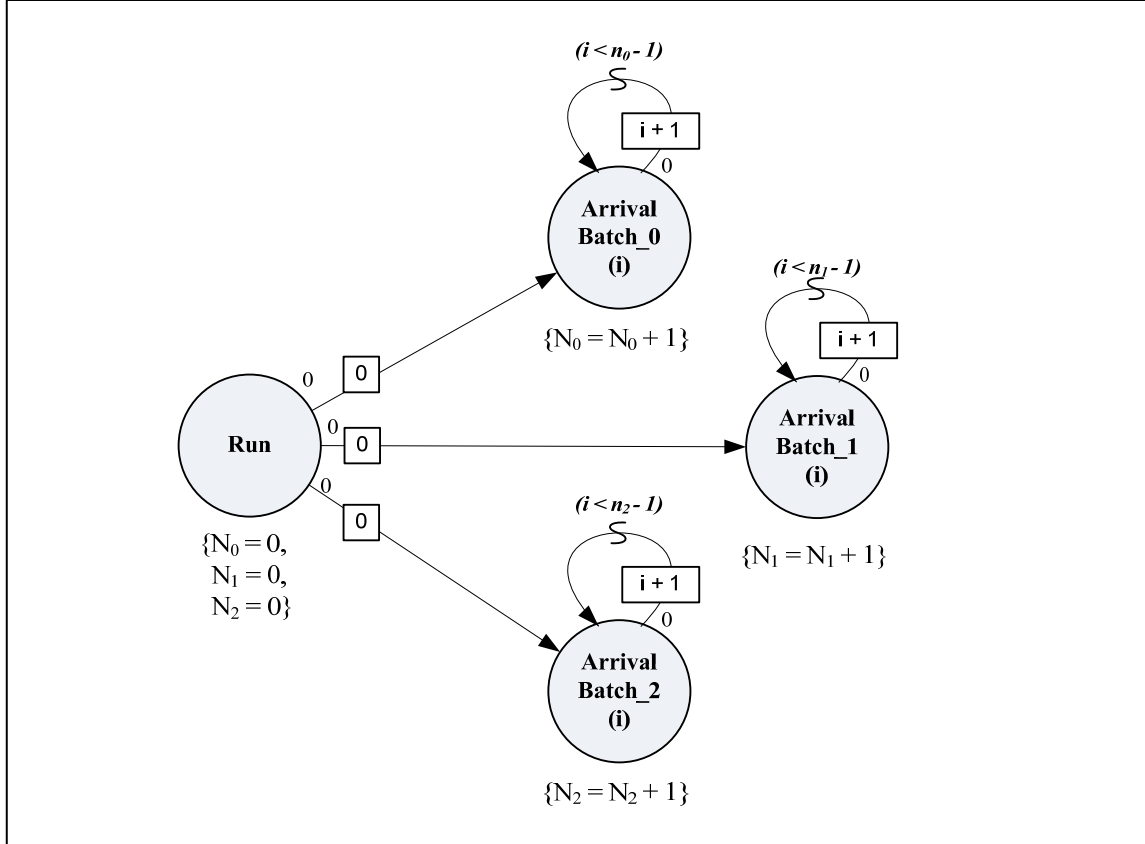 (i < n₀ - 1)
i + 1
0
Arrival
Batch_0
(i)
{N₀ = N₀ + 1}
(i < n₁ - 1)
i + 1
0
Arrival
Batch_1
(i)
{N₁ = N₁ + 1}
0
0
0
0
0
0
Run
{N₀ = 0,
N₁ = 0,
N₂ = 0}
(i < n₂ - 1)
i + 1
0
Arrival
Batch_2
(i)
{N₂ = N₂ + 1}